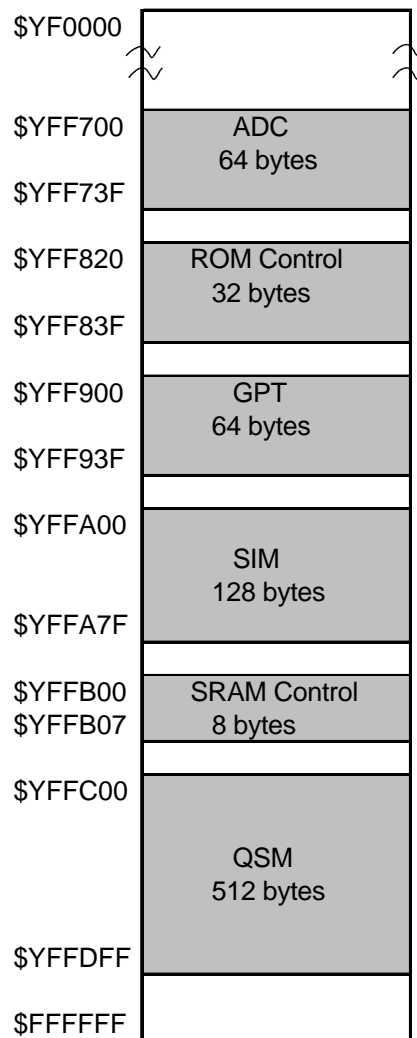 $YF0000
$YFF700 ADC
64 bytes
$YFF73F
$YFF820 ROM Control
32 bytes
$YFF83F
$YFF900 GPT
64 bytes
$YFF93F
$YFFA00
SIM
128 bytes
$YFFA7F
$YFFB00 SRAM Control
$YFFB07 8 bytes
$YFFC00
QSM
512 bytes
$YFFDFF
$FFFFFF